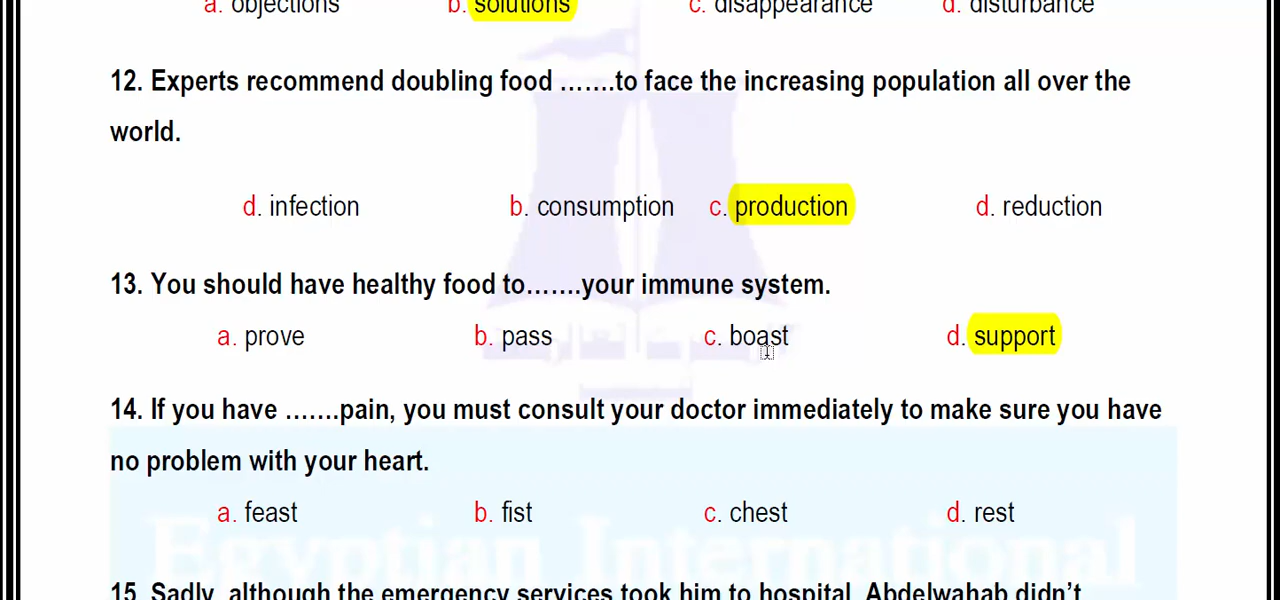 a. objections b. solutions c. disappearance d. disturbance
12. Experts recommend doubling food …….to face the increasing population all over the
world.
d. infection b. consumption c. production d. reduction
13. You should have healthy food to…….your immune system.
a. prove b. pass c. boast d. support
14. If you have …….pain, you must consult your doctor immediately to make sure you have
no problem with your heart.
a. feast b. fist c. chest d. rest
Egyptian International
15. Sadly, although the emergency services took him to hospital, Abdelwahab didn't